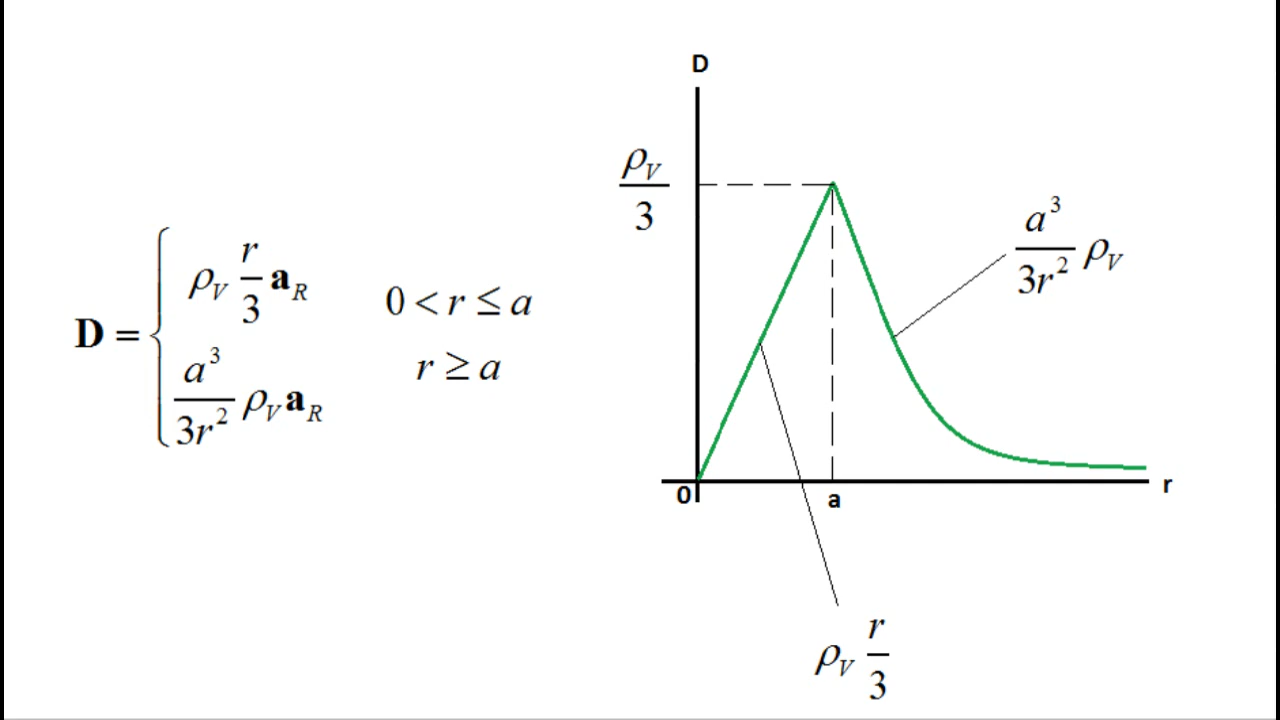 D = { ρ_V r/3 a_R    0 < r ≤ a
a³/3r² ρ_V a_R    r ≥ a
D
ρ_V/3
a³/3r² ρ_V
0
a
r
ρ_V r/3